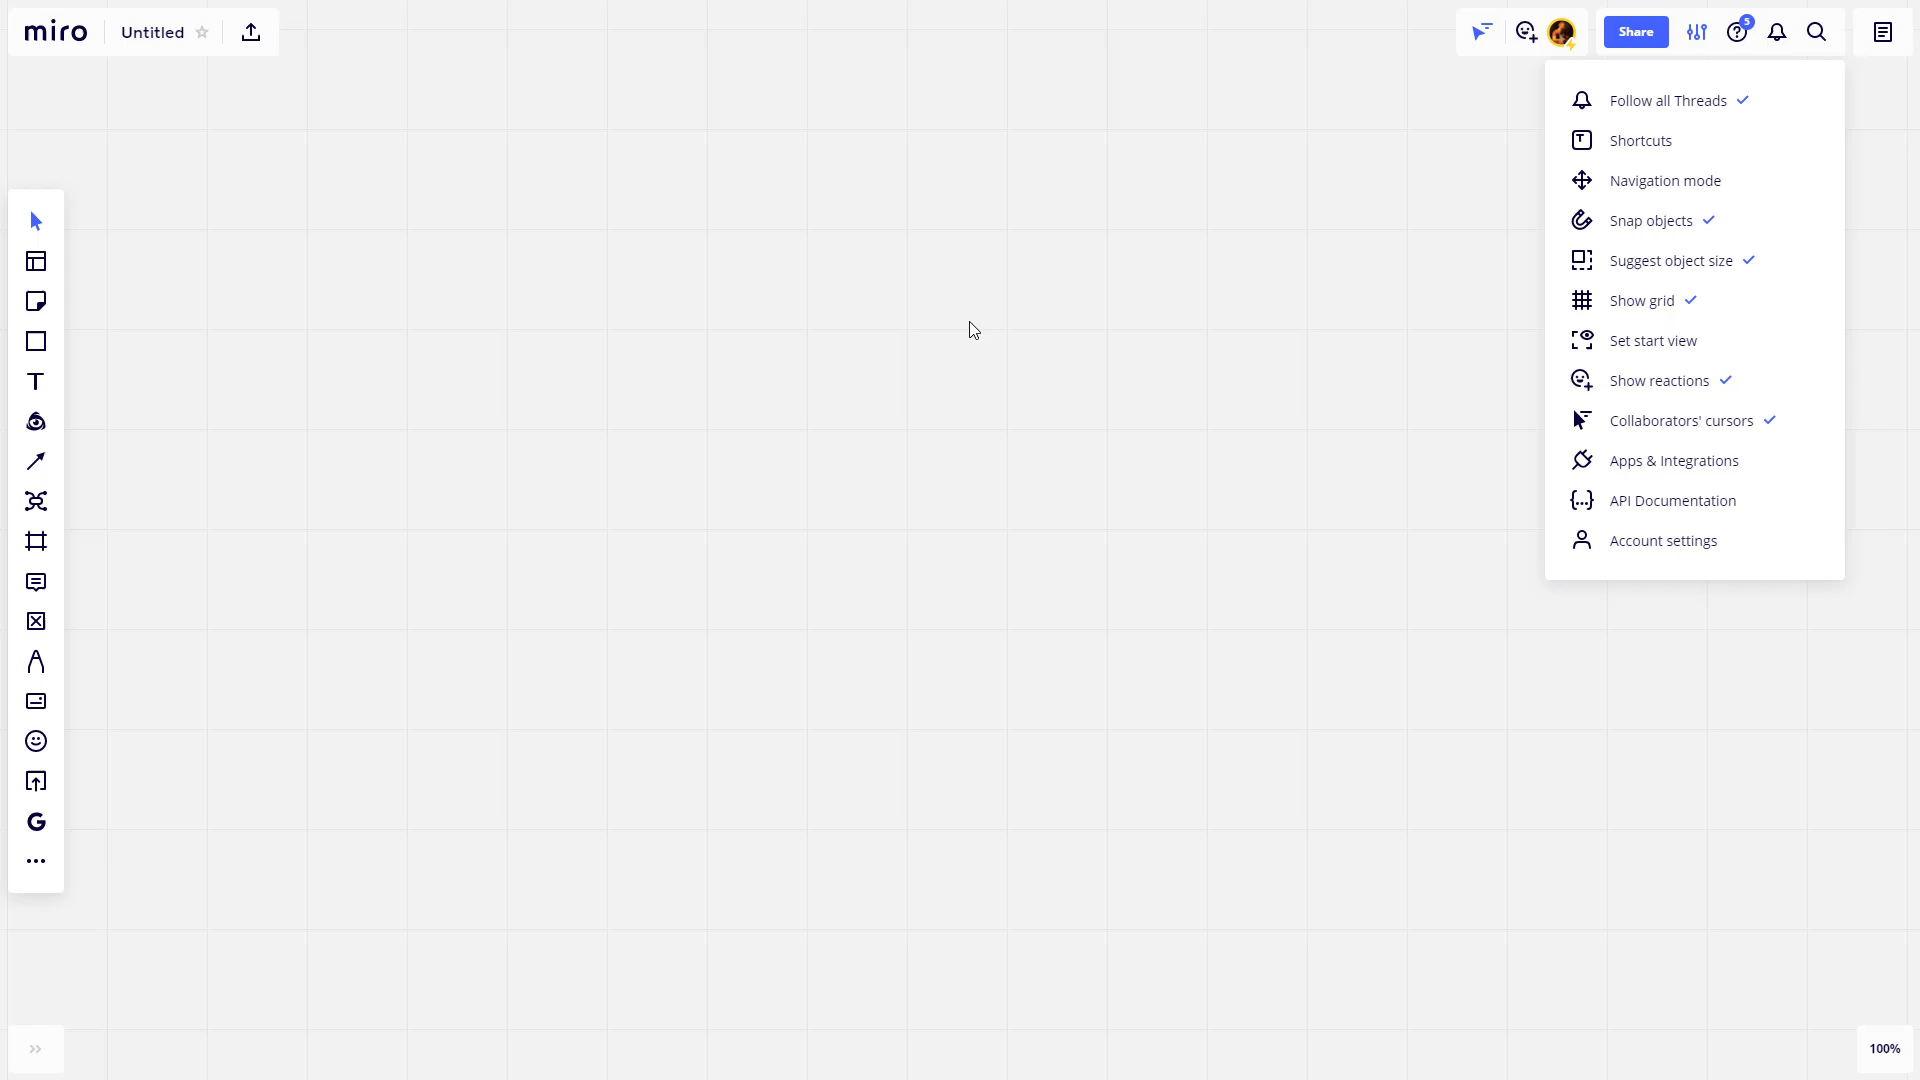 miro
Untitled
Share
5
Follow all Threads
Shortcuts
Navigation mode
Snap objects
Suggest object size
Show grid
Set start view
Show reactions
Collaborators' cursors
Apps & Integrations
API Documentation
Account settings
100%